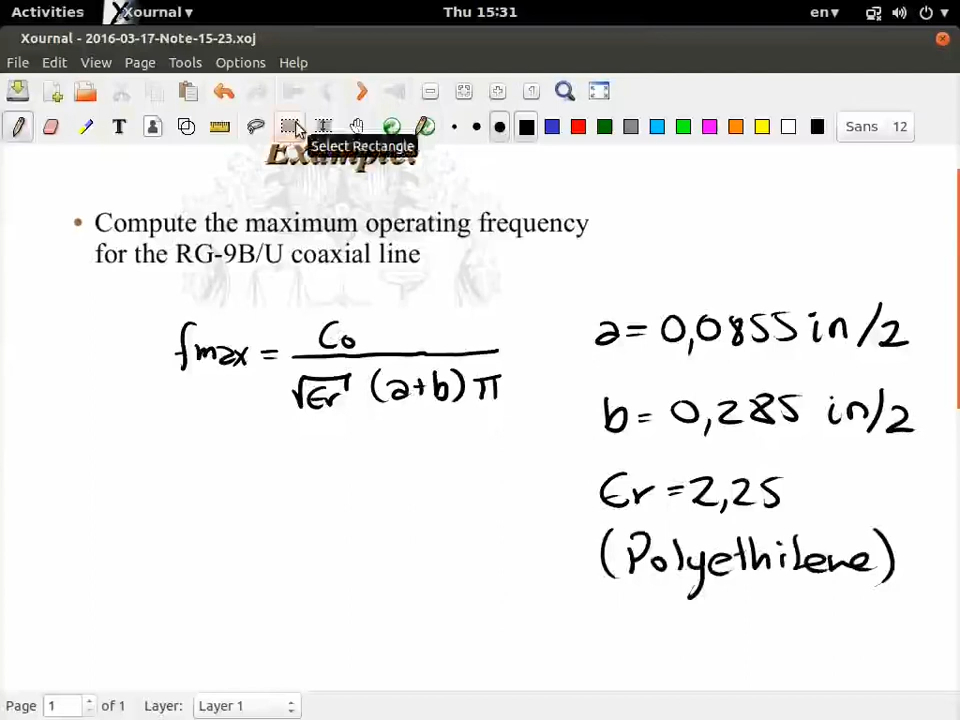 Activities Xournal ▾ Thu 15:31 en ▾
Xournal - 2016-03-17-Note-15-23.xoj
File Edit View Page Tools Options Help
T Sans 12
Select Rectangle
Example:
• Compute the maximum operating frequency
for the RG-9B/U coaxial line
fmax = C₀ / √εr (a+b) π
a = 0,0855 in/2
b = 0,285 in/2
εr = 2,25
(Polyethilene)
Page 1 of 1 Layer: Layer 1